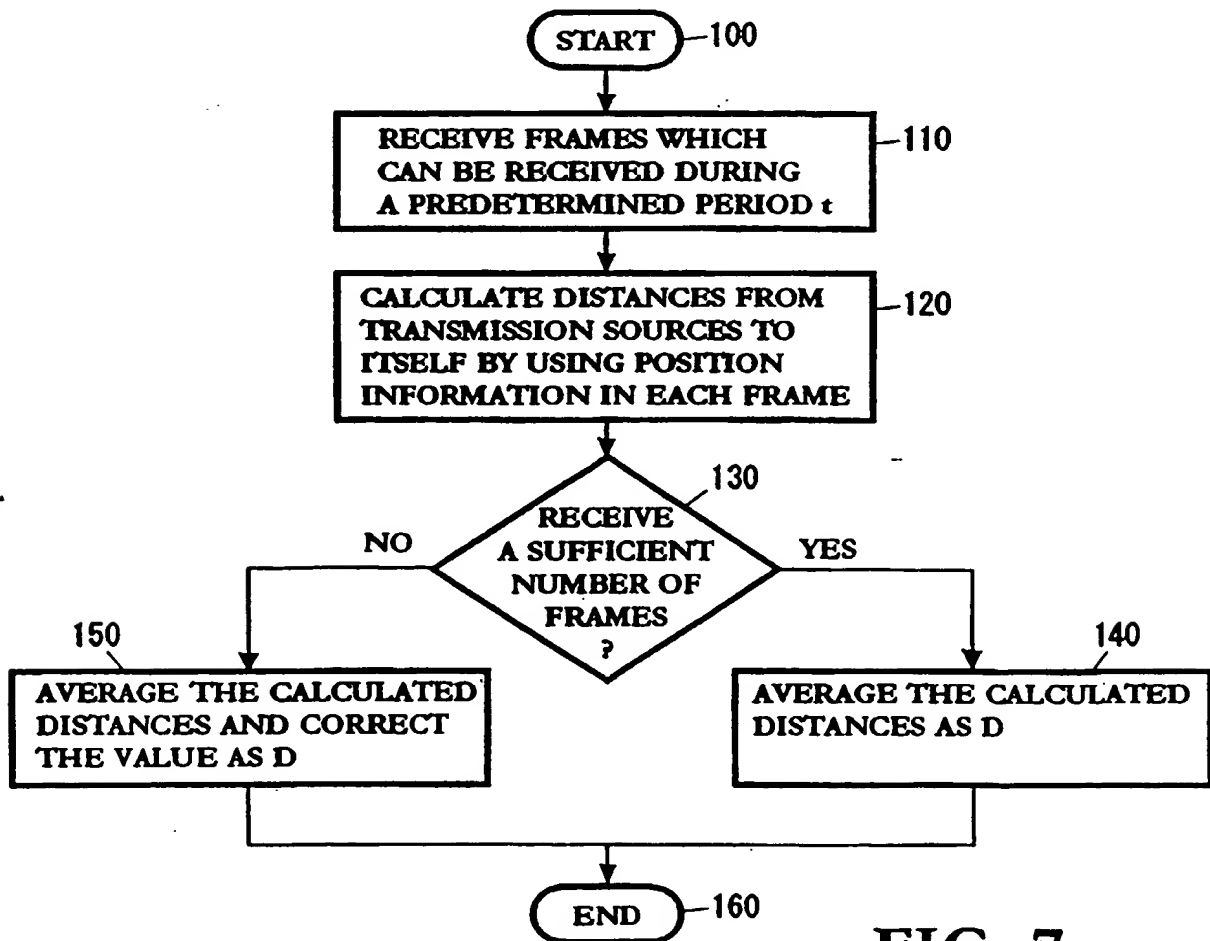 START
100
RECEIVE FRAMES WHICH
CAN BE RECEIVED DURING
A PREDETERMINED PERIOD t
110
CALCULATE DISTANCES FROM
TRANSMISSION SOURCES TO
ITSELF BY USING POSITION
INFORMATION IN EACH FRAME
120
130
RECEIVE
A SUFFICIENT
NUMBER OF
FRAMES
?
NO
YES
150
AVERAGE THE CALCULATED
DISTANCES AND CORRECT
THE VALUE AS D
140
AVERAGE THE CALCULATED
DISTANCES AS D
END
160
FIG. 7